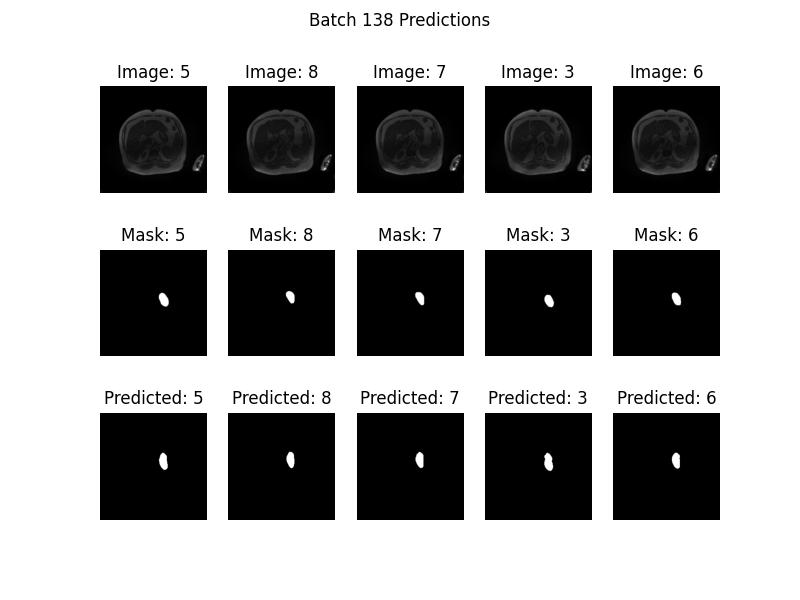 Batch 138 Predictions
Image: 5 Image: 8 Image: 7 Image: 3 Image: 6
Mask: 5 Mask: 8 Mask: 7 Mask: 3 Mask: 6
Predicted: 5 Predicted: 8 Predicted: 7 Predicted: 3 Predicted: 6